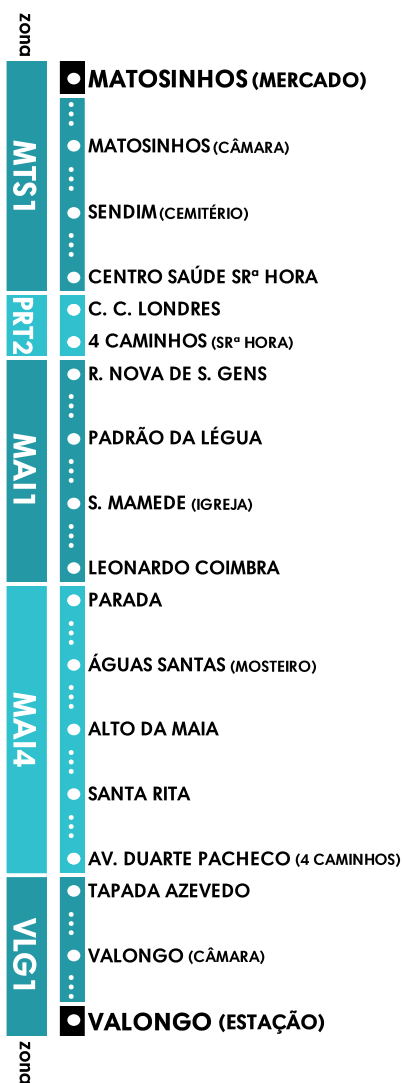 zona
MATOSINHOS (MERCADO)
MTS1
MATOSINHOS (CÂMARA)
SENDIM (CEMITÉRIO)
CENTRO SAÚDE SRª HORA
PRT2
C. C. LONDRES
4 CAMINHOS (SRª HORA)
MAI1
R. NOVA DE S. GENS
PADRÃO DA LÉGUA
S. MAMEDE (IGREJA)
LEONARDO COIMBRA
MAI4
PARADA
ÁGUAS SANTAS (MOSTEIRO)
ALTO DA MAIA
SANTA RITA
AV. DUARTE PACHECO (4 CAMINHOS)
VLG1
TAPADA AZEVEDO
VALONGO (CÂMARA)
VALONGO (ESTAÇÃO)
zona